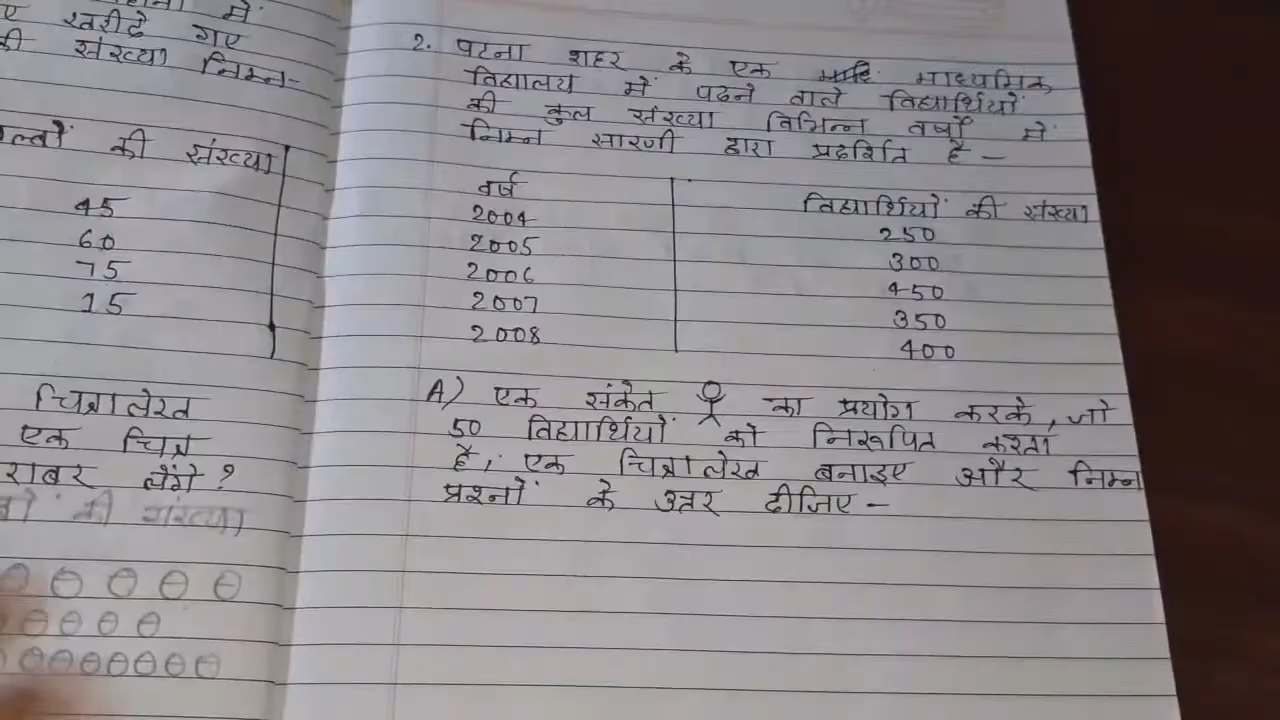 में
ए खरीदे गए
की संख्या निम्न-
ल्बों की संख्या
45
60
75
15
चित्रालेख
एक चित्र
राबर लेंगे ?
की संख्या
2. पटना शहर के एक माध्यमिक
विद्यालय में पढ़ने वाले विद्यार्थियों
की कुल संख्या विभिन्न वर्षों में
निम्न सारणी द्वारा प्रदर्शित है -
वर्ष विद्यार्थियों की संख्या
2004 250
2005 300
2006 450
2007 350
2008 400
A) एक संकेत का प्रयोग करके, जो
50 विद्यार्थियों को निरूपित करता
है, एक चित्रालेख बनाइए और निम्न
प्रश्नों के उत्तर दीजिए -